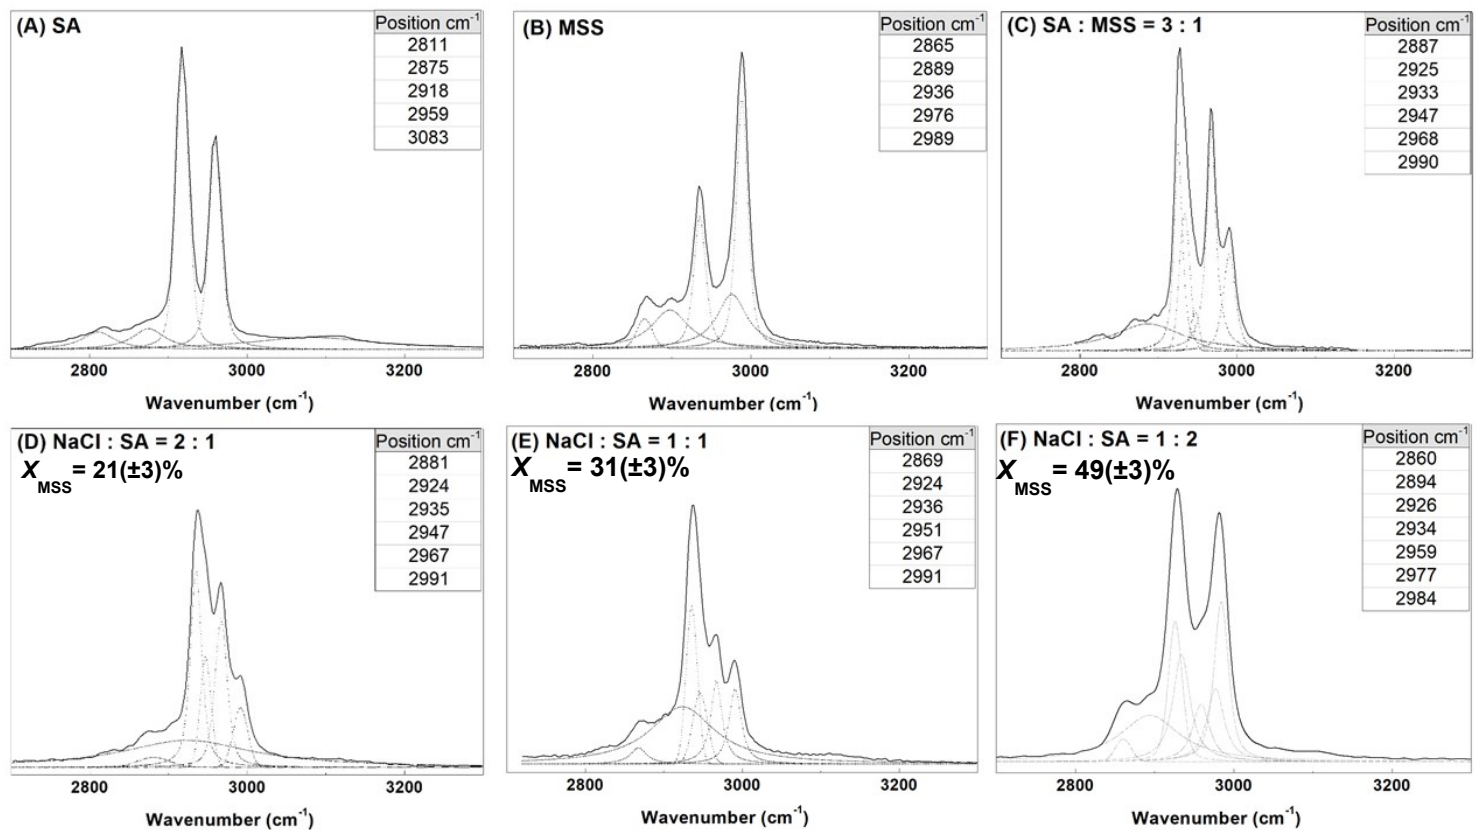 (A) SA
Position cm-1
2811
2875
2918
2959
3083
2800 3000 3200
Wavenumber (cm-1)
(B) MSS
Position cm-1
2865
2889
2936
2976
2989
2800 3000 3200
Wavenumber (cm-1)
(C) SA : MSS = 3 : 1
Position cm-1
2887
2925
2933
2947
2968
2990
2800 3000 3200
Wavenumber (cm-1)
(D) NaCl : SA = 2 : 1
XMSS = 21(±3)%
Position cm-1
2881
2924
2935
2947
2967
2991
2800 3000 3200
Wavenumber (cm-1)
(E) NaCl : SA = 1 : 1
XMSS = 31(±3)%
Position cm-1
2869
2924
2936
2951
2967
2991
2800 3000 3200
Wavenumber (cm-1)
(F) NaCl : SA = 1 : 2
XMSS = 49(±3)%
Position cm-1
2860
2894
2926
2934
2959
2977
2984
2800 3000 3200
Wavenumber (cm-1)